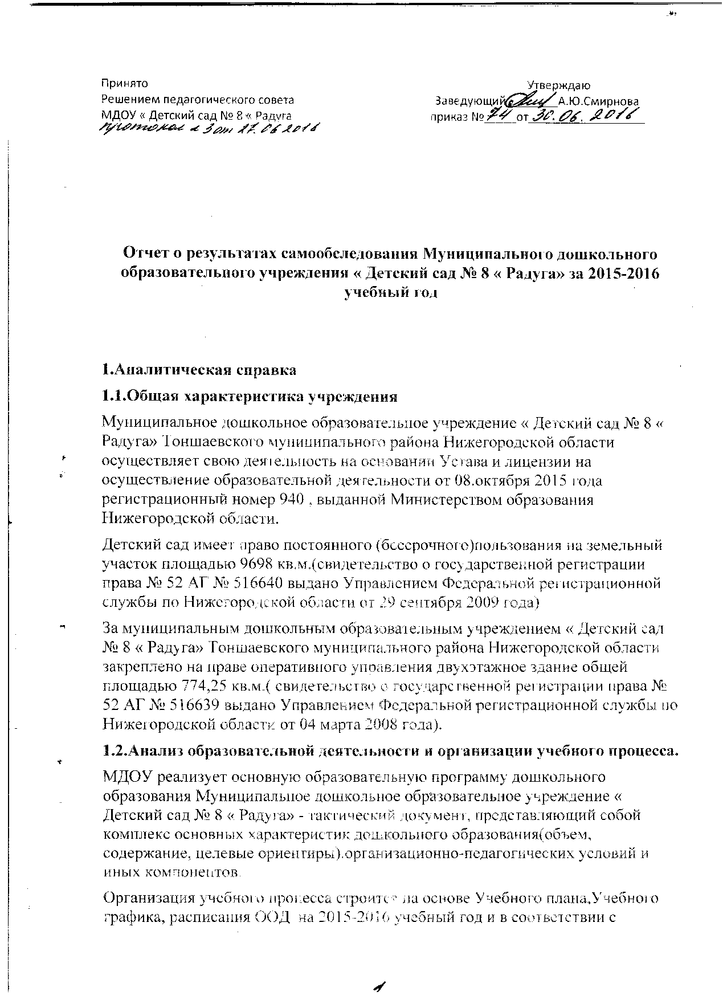 Принято
Решением педагогического совета
МДОУ « Детский сад № 8 « Радуга
протокол 3 от 27.06 2016
Утверждаю
Заведующий А.Ю.Смирнова
приказ № 74 от 30.06. 2016
Отчет о результатах самообследования Муниципального дошкольного
образовательного учреждения « Детский сад № 8 « Радуга» за 2015-2016
учебный год
1.Аналитическая справка
1.1.Общая характеристика учреждения
Муниципальное дошкольное образовательное учреждение « Детский сад № 8 «
Радуга» Тоншаевского муниципального района Нижегородской области
осуществляет свою деятельность на основании Устава и лицензии на
осуществление образовательной деятельности от 08.октября 2015 года
регистрационный номер 940 , выданной Министерством образования
Нижегородской области.
Детский сад имеет право постоянного (бессрочного)пользования на земельный
участок площадью 9698 кв.м.(свидетельство о государственной регистрации
права № 52 АГ № 516640 выдано Управлением Федеральной регистрационной
службы по Нижегородской области от 29 сентября 2009 года)
За муниципальным дошкольным образовательным учреждением « Детский сад
№ 8 « Радуга» Тоншаевского муниципального района Нижегородской области
закреплено на праве оперативного управления двухэтажное здание общей
площадью 774,25 кв.м.( свидетельство о государственной регистрации права №
52 АГ № 516639 выдано Управлением Федеральной регистрационной службы по
Нижегородской области от 04 марта 2008 года).
1.2.Анализ образовательной деятельности и организации учебного процесса.
МДОУ реализует основную образовательную программу дошкольного
образования Муниципальное дошкольное образовательное учреждение «
Детский сад № 8 « Радуга» - тактический документ, представляющий собой
комплекс основных характеристик дошкольного образования(объем,
содержание, целевые ориентиры).организационно-педагогических условий и
иных компонентов.
Организация учебного процесса строится на основе Учебного плана,Учебного
графика, расписания ООД на 2015-2016 учебный год и в соответствии с
1